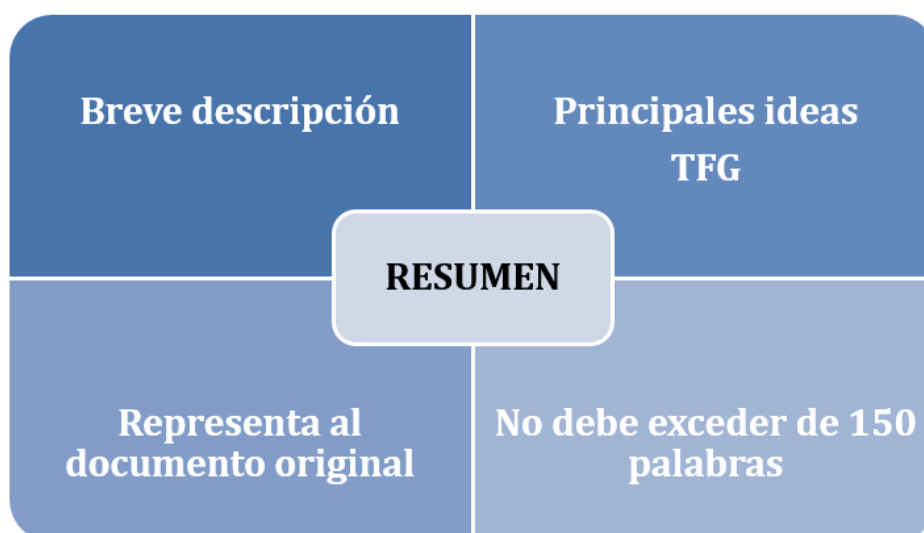 Breve descripción
Principales ideas
TFG
RESUMEN
Representa al
documento original
No debe exceder de 150
palabras